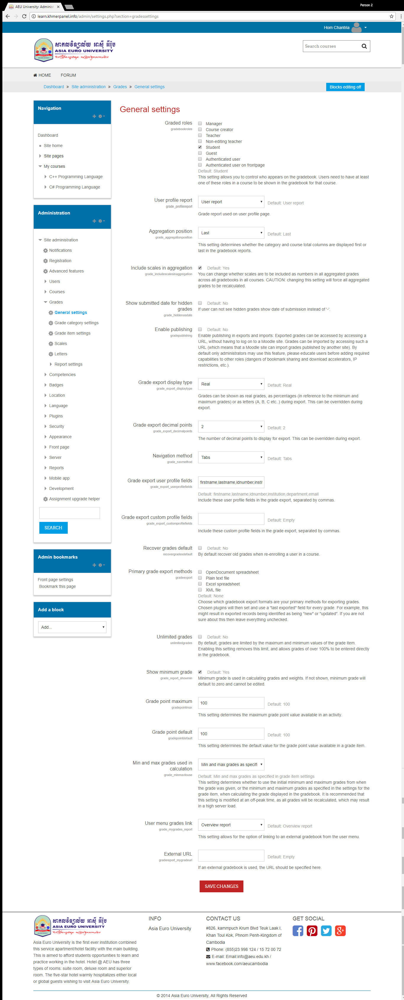 AEU University: Administ
Person 2
learn.khmerpanel.info/admin/settings.php?section=gradessettings
Hom Chantria
សាកលវិទ្យាល័យ អាស៊ី អឺរ៉ុប
ASIA EURO UNIVERSITY
Search courses
HOME
FORUM
Dashboard » Site administration » Grades » General settings
Blocks editing off
Navigation
Dashboard
Site home
Site pages
My courses
C++ Programming Language
C# Programming Language
Administration
Site administration
Notifications
Registration
Advanced features
Users
Courses
Grades
General settings
Grade category settings
Grade item settings
Scales
Letters
Report settings
Competencies
Badges
Location
Language
Plugins
Security
Appearance
Front page
Server
Reports
Mobile app
Development
Assignment upgrade helper
SEARCH
Admin bookmarks
Front page settings
Bookmark this page
Add a block
Add...
General settings
Graded roles
gradebookroles
Manager
Course creator
Teacher
Non-editing teacher
Student
Guest
Authenticated user
Authenticated user on frontpage
Default: Student
This setting allows you to control who appears on the gradebook. Users need to have at least
one of these roles in a course to be shown in the gradebook for that course.
User profile report
grade_profilereport
User report
Default: User report
Grade report used on user profile page.
Aggregation position
grade_aggregationposition
Last
Default: Last
This setting determines whether the category and course total columns are displayed first or
last in the gradebook reports.
Include scales in aggregation
grade_includescalesinaggregation
Default: Yes
You can change whether scales are to be included as numbers in all aggregated grades
across all gradebooks in all courses. CAUTION: changing this setting will force all aggregated
grades to be recalculated.
Show submitted date for hidden
grades
grade_hiddenasdate
Default: No
If user can not see hidden grades show date of submission instead of '-'.
Enable publishing
gradepublishing
Default: No
Enable publishing in exports and imports: Exported grades can be accessed by accessing a
URL, without having to log on to a Moodle site. Grades can be imported by accessing such a
URL (which means that a Moodle site can import grades published by another site). By
default only administrators may use this feature, please educate users before adding required
capabilities to other roles (dangers of bookmark sharing and download accelerators, IP
restrictions, etc.).
Grade export display type
grade_export_displaytype
Real
Default: Real
Grades can be shown as real grades, as percentages (in reference to the minimum and
maximum grades) or as letters (A, B, C etc..) during export. This can be overridden during
export.
Grade export decimal points
grade_export_decimalpoints
2
Default: 2
The number of decimal points to display for export. This can be overridden during export.
Navigation method
grade_navmethod
Tabs
Default: Tabs
Grade export user profile fields
grade_export_userprofilefields
firstname,lastname,idnumber,instit
Default: firstname,lastname,idnumber,institution,department,email
Include these user profile fields in the grade export, separated by commas.
Grade export custom profile fields
grade_export_customprofilefields
Default: Empty
Include these custom profile fields in the grade export, separated by commas.
Recover grades default
recovergradesdefault
Default: No
By default recover old grades when re-enrolling a user in a course.
Primary grade export methods
gradeexport
OpenDocument spreadsheet
Plain text file
Excel spreadsheet
XML file
Default: None
Choose which gradebook export formats are your primary methods for exporting grades.
Chosen plugins will then set and use a "last exported" field for every grade. For example, this
might result in exported records being identified as being "new" or "updated". If you are not
sure about this then leave everything unchecked.
Unlimited grades
unlimitedgrades
Default: No
By default, grades are limited by the maximum and minimum values of the grade item.
Enabling this setting removes this limit, and allows grades of over 100% to be entered directly
in the gradebook.
Show minimum grade
grade_report_showmin
Default: Yes
Minimum grade is used in calculating grades and weights. If not shown, minimum grade will
default to zero and cannot be edited.
Grade point maximum
gradepointmax
100
Default: 100
This setting determines the maximum grade point value available in an activity.
Grade point default
gradepointdefault
100
Default: 100
This setting determines the default value for the grade point value available in a grade item.
Min and max grades used in
calculation
grade_minmaxtouse
Min and max grades as specifi
Default: Min and max grades as specified in grade item settings
This setting determines whether to use the initial minimum and maximum grades from when
the grade was given, or the minimum and maximum grades as specified in the settings for the
grade item, when calculating the grade displayed in the gradebook. It is recommended that
this setting is modified at an off-peak time, as all grades will be recalculated, which may result
in a high server load.
User menu grades link
grade_mygrades_report
Overview report
Default: Overview report
This setting allows for the option of linking to an external gradebook from the user menu.
External URL
gradereport_mygradeurl
Default: Empty
If an external gradebook is used, the URL should be specified here.
SAVE CHANGES
សាកលវិទ្យាល័យ អាស៊ី អឺរ៉ុប
ASIA EURO UNIVERSITY
Asia Euro University is the first ever institution combined
this service apartment/hotel facility with the main building.
This is aimed to afford students opportunities to learn and
practice working in the hotel. Hotel @ AEU has three
types of rooms: suite room, deluxe room and superior
room. The five-star hotel warmly hospitalizes either local
or global guests wishing to visit Asia Euro University.
INFO
Asia Euro University
CONTACT US
#826, kammpuch Krum Blvd Teuk Laak I,
Khan Toul Kok, Phnom Penh-Kingdom of
Cambodia
Phone: (855)23 998 124 / 15 72 00 72
E-mail: Email:info@aeu.edu.kh /
www.facebook.com/aeucambodia
GET SOCIAL
© 2014 Asia Euro University, All Rights Reserved